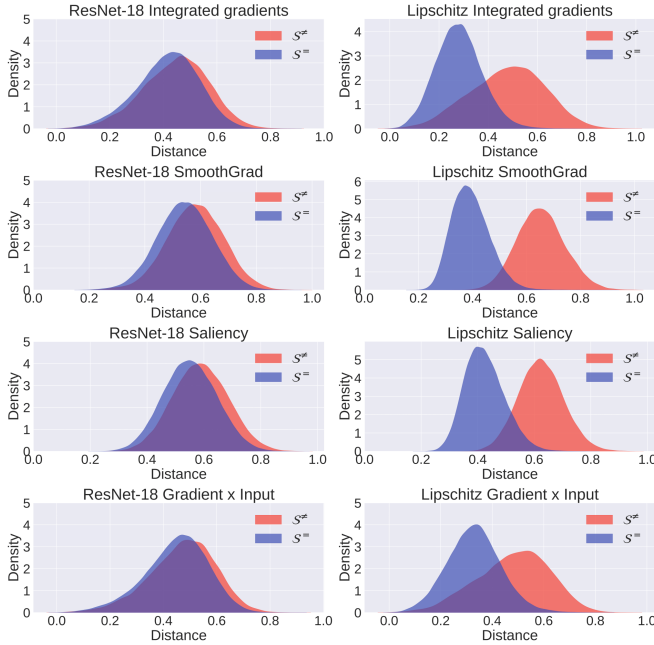 ResNet-18 Integrated gradients
5
4
3
2
1
0
Density
0.0 0.2 0.4 0.6 0.8 1.0
Distance
S≠
S=
Lipschitz Integrated gradients
4
3
2
1
0
Density
0.0 0.2 0.4 0.6 0.8 1.0
Distance
S≠
S=
ResNet-18 SmoothGrad
5
4
3
2
1
0
Density
0.0 0.2 0.4 0.6 0.8 1.0
Distance
S≠
S=
Lipschitz SmoothGrad
6
5
4
3
2
1
0
Density
0.0 0.2 0.4 0.6 0.8 1.0
Distance
S≠
S=
ResNet-18 Saliency
5
4
3
2
1
0
Density
0.0 0.2 0.4 0.6 0.8 1.0
Distance
S≠
S=
Lipschitz Saliency
5
4
3
2
1
0
Density
0.0 0.2 0.4 0.6 0.8 1.0
Distance
S≠
S=
ResNet-18 Gradient x Input
5
4
3
2
1
0
Density
0.0 0.2 0.4 0.6 0.8 1.0
Distance
S≠
S=
Lipschitz Gradient x Input
5
4
3
2
1
0
Density
0.0 0.2 0.4 0.6 0.8 1.0
Distance
S≠
S=